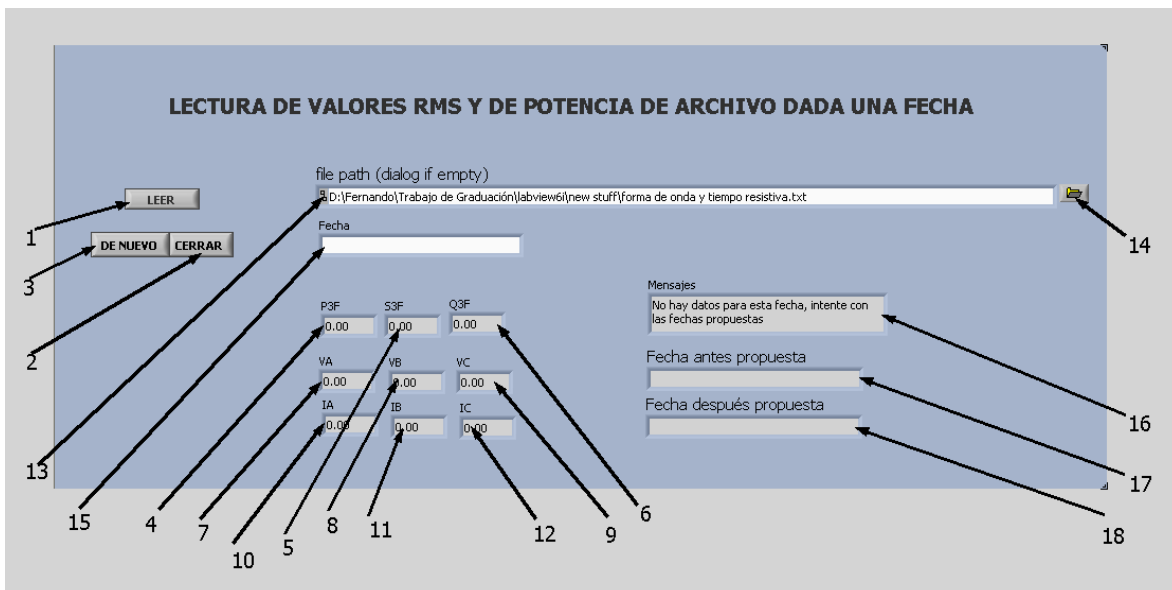 LECTURA DE VALORES RMS Y DE POTENCIA DE ARCHIVO DADA UNA FECHA
file path (dialog if empty)
D:\Fernando\Trabajo de Graduación\labview6i\new stuff\forma de onda y tiempo resistiva.txt
LEER
1
14
Fecha
DE NUEVO CERRAR
3
Mensajes
No hay datos para esta fecha, intente con
las fechas propuestas
P3F S3F Q3F
0.00 0.00 0.00
2
Fecha antes propuesta
VA VB VC
0.00 0.00 0.00
Fecha después propuesta
IA IB IC
0.00 0.00 0.00
16
13
17
15 4 7 10 5 8 11 12 9 6
18